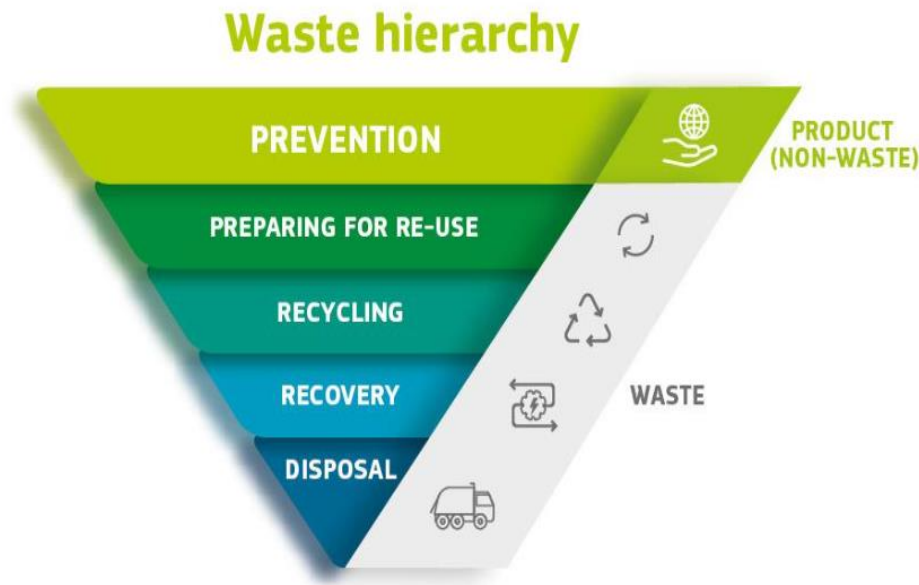 Waste hierarchy
PREVENTION
PRODUCT
(NON-WASTE)
PREPARING FOR RE-USE
RECYCLING
RECOVERY
WASTE
DISPOSAL